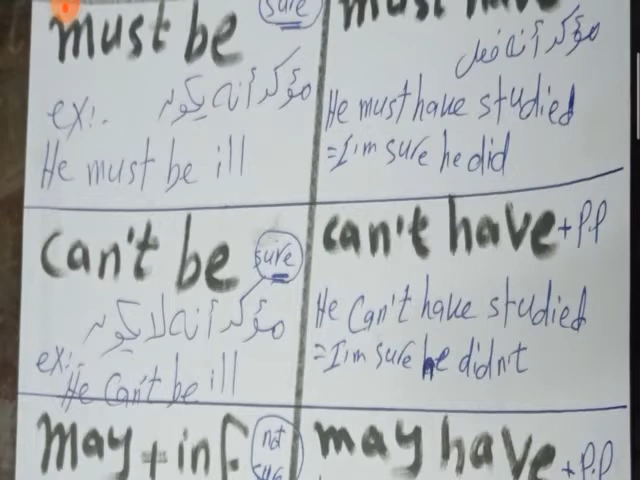 must be sure
مؤكد أنه يكون
ex:.
He must be ill
must have
مؤكد أنه فعل
He must have studied
=I'm sure he did
can't be sure
مؤكد أنه لا يكون
ex:.
He Can't be ill
can't have + P.P
He Can't have studied
=I'm sure he didn't
may + inf. not
sure
may have + P.P